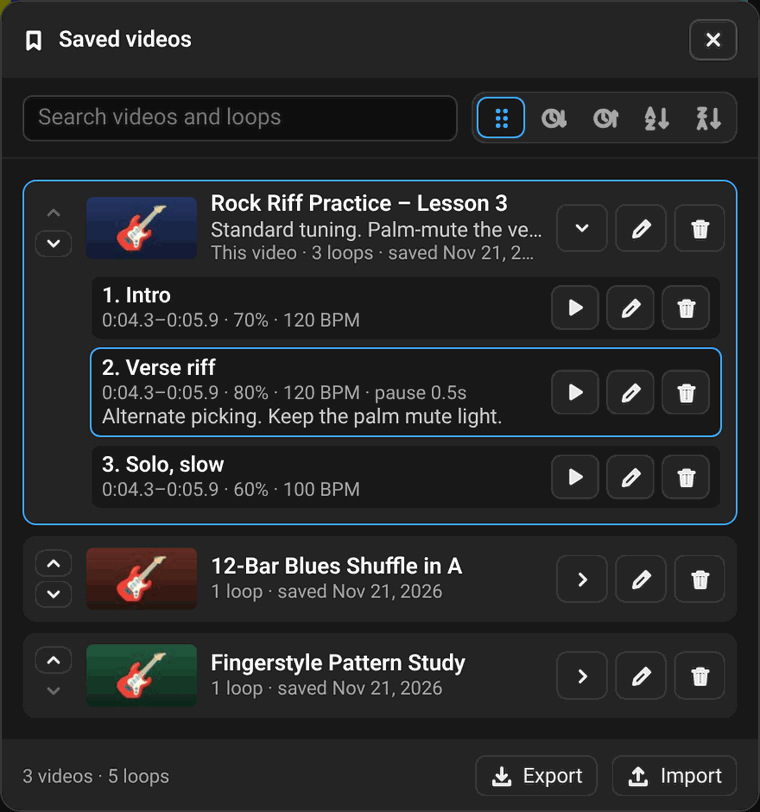 Saved videos
Search videos and loops
Rock Riff Practice – Lesson 3
Standard tuning. Palm-mute the ve…
This video · 3 loops · saved Nov 21, 2…
1. Intro
0:04.3–0:05.9 · 70% · 120 BPM
2. Verse riff
0:04.3–0:05.9 · 80% · 120 BPM · pause 0.5s
Alternate picking. Keep the palm mute light.
3. Solo, slow
0:04.3–0:05.9 · 60% · 100 BPM
12-Bar Blues Shuffle in A
1 loop · saved Nov 21, 2026
Fingerstyle Pattern Study
1 loop · saved Nov 21, 2026
3 videos · 5 loops
Export
Import